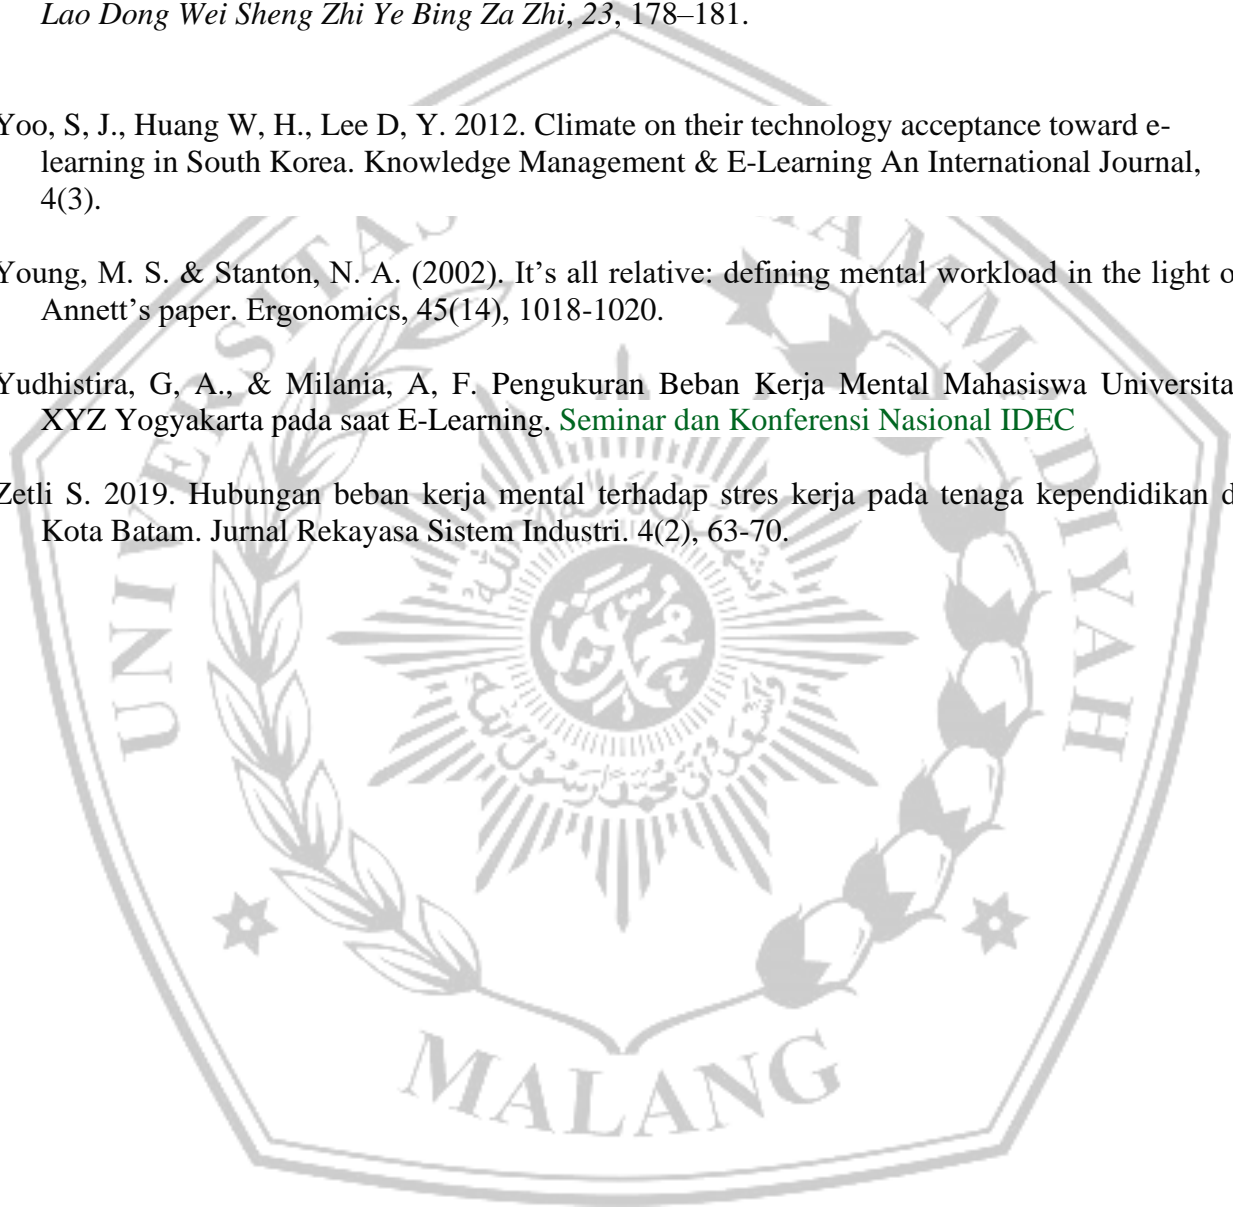 Lao Dong Wei Sheng Zhi Ye Bing Za Zhi, 23, 178–181.
Yoo, S, J., Huang W, H., Lee D, Y. 2012. Climate on their technology acceptance toward e-
learning in South Korea. Knowledge Management & E-Learning An International Journal,
4(3).
Young, M. S. & Stanton, N. A. (2002). It’s all relative: defining mental workload in the light o
Annett’s paper. Ergonomics, 45(14), 1018-1020.
Yudhistira, G, A., & Milania, A, F. Pengukuran Beban Kerja Mental Mahasiswa Universita
XYZ Yogyakarta pada saat E-Learning. Seminar dan Konferensi Nasional IDEC
Zetli S. 2019. Hubungan beban kerja mental terhadap stres kerja pada tenaga kependidikan d
Kota Batam. Jurnal Rekayasa Sistem Industri. 4(2), 63-70.
MALANG